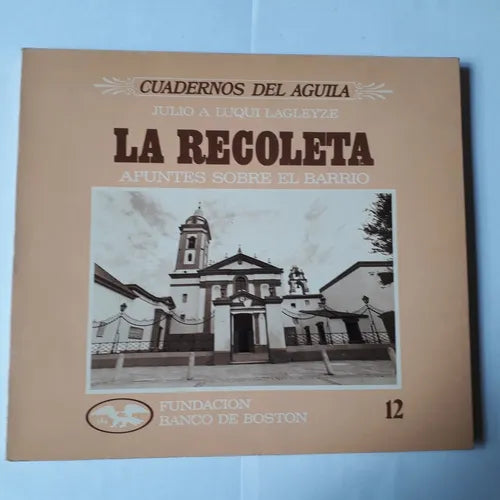 CUADERNOS DEL AGUILA
JULIO A LUQUI LAGLEYZE
LA RECOLETA
APUNTES SOBRE EL BARRIO
FUNDACION
BANCO DE BOSTON
12